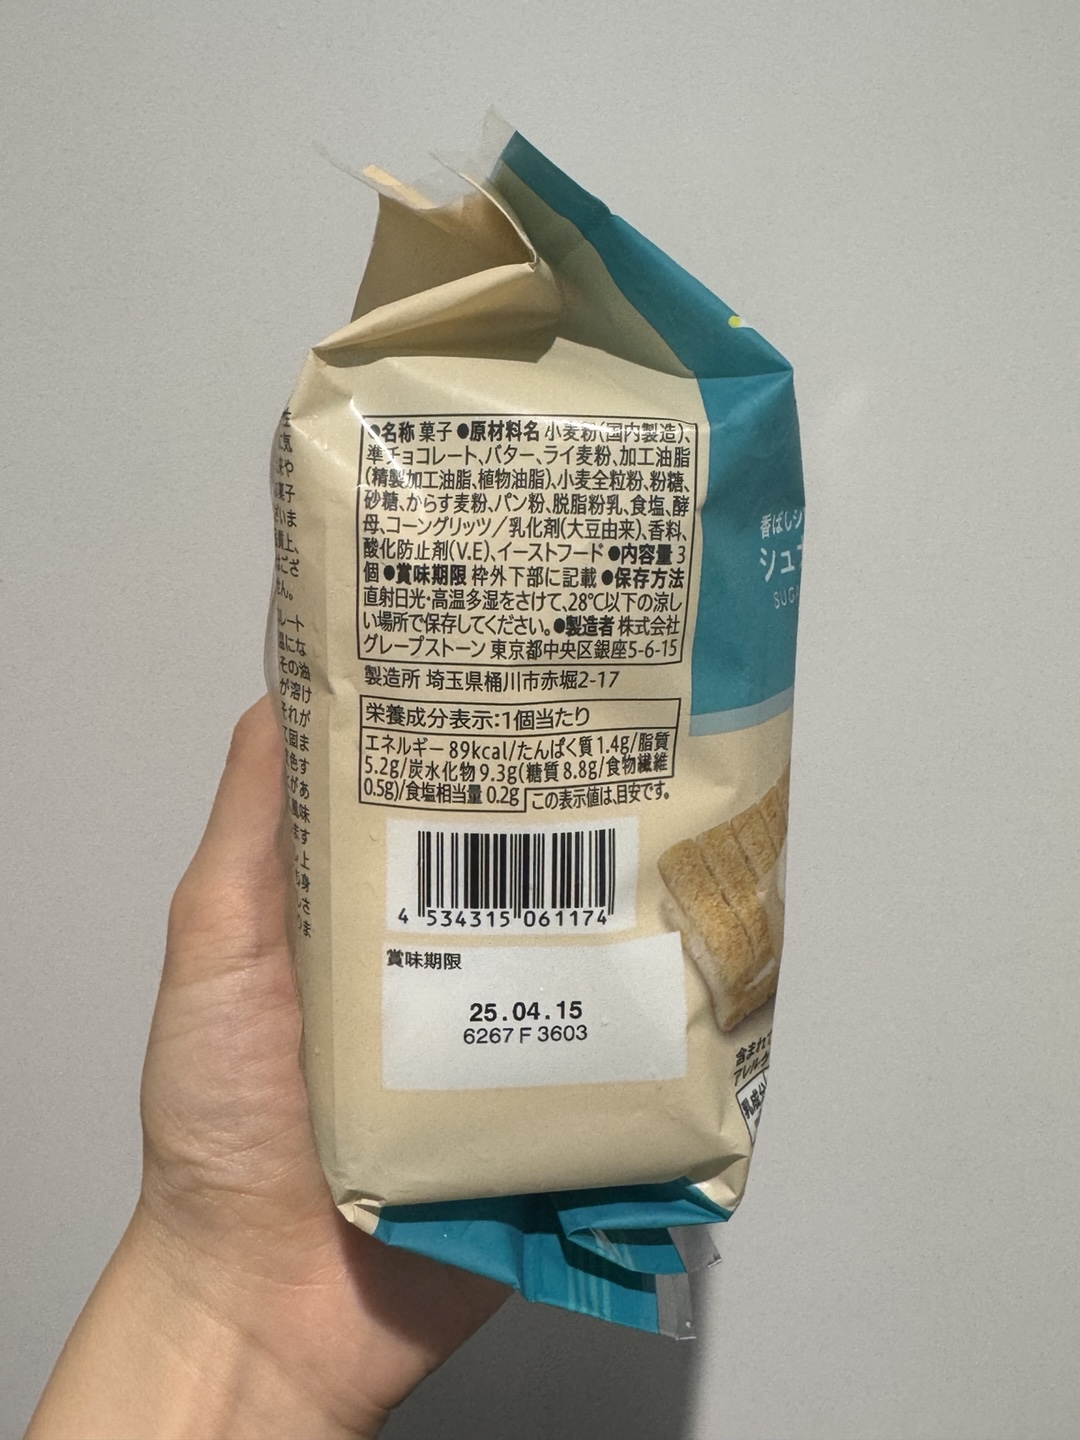 ●名称 菓子 ●原材料名 小麦粉(国内製造)、
準チョコレート、バター、ライ麦粉、加工油脂
(精製加工油脂、植物油脂)、小麦全粒粉、粉糖、
砂糖、からす麦粉、パン粉、脱脂粉乳、食塩、酵
母、コーングリッツ/乳化剤(大豆由来)、香料、
酸化防止剤(V.E)、イーストフード ●内容量 3
個 ●賞味期限 枠外下部に記載 ●保存方法
直射日光・高温多湿をさけて、28℃以下の涼し
い場所で保存してください。●製造者 株式会社
グレープストーン 東京都中央区銀座5-6-15
製造所 埼玉県桶川市赤堀2-17
栄養成分表示:1個当たり
エネルギー 89kcal/たんぱく質 1.4g/脂質
5.2g/炭水化物 9.3g(糖質 8.8g/食物繊維
0.5g)/食塩相当量 0.2g この表示値は、目安です。
4 534315 061174
賞味期限
25.04.15
6267 F 3603
香ばしシ
シュ
SUG
含まれ
アレル
乳成分